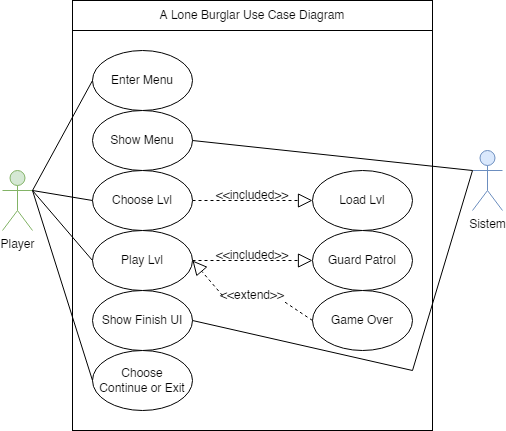 A Lone Burglar Use Case Diagram
Enter Menu
Show Menu
Choose Lvl
<<included>>
Load Lvl
Player
Sistem
Play Lvl
<<included>>
Guard Patrol
<<extend>>
Show Finish UI
Game Over
Choose
Continue or Exit